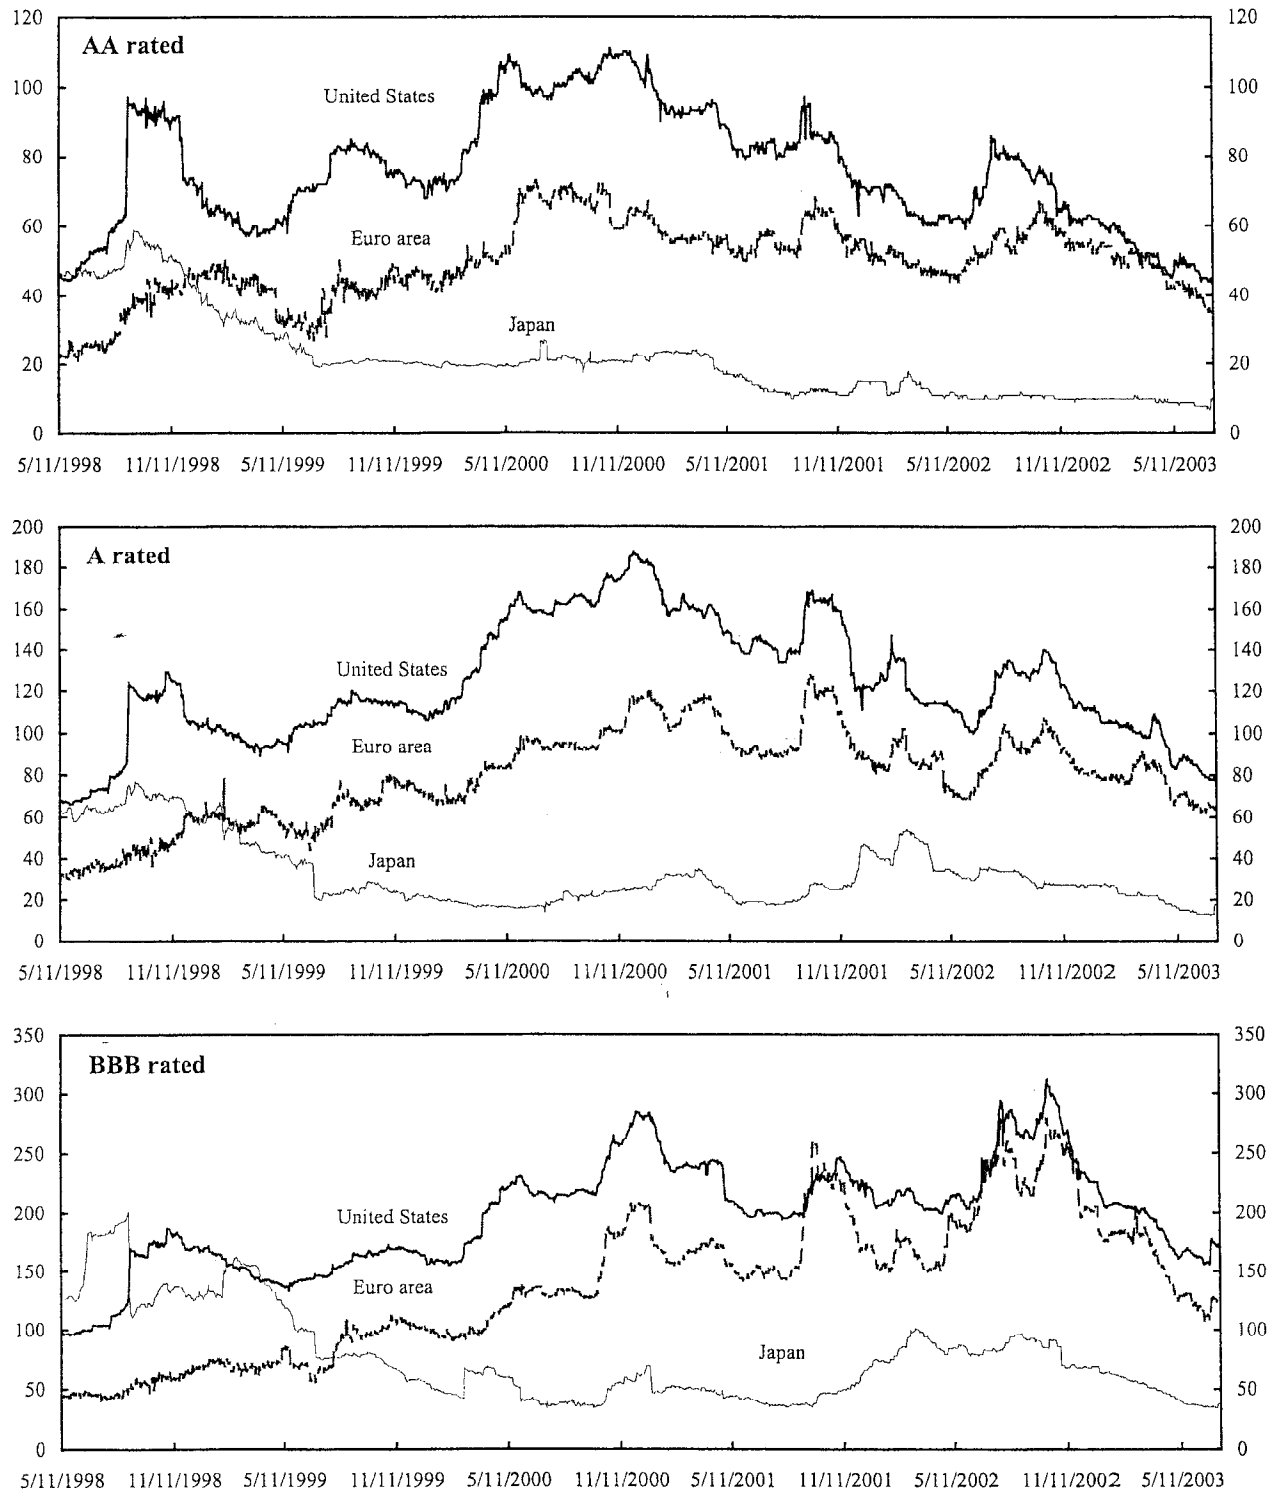 120 120
AA rated
100 United States 100
80 80
60 60
Euro area
40 40
Japan
20 20
0 0
5/11/1998 11/11/1998 5/11/1999 11/11/1999 5/11/2000 11/11/2000 5/11/2001 11/11/2001 5/11/2002 11/11/2002 5/11/2003
200 200
A rated
180 180
160 160
140 140
United States
120 120
100 100
Euro area
80 80
60 60
40 Japan 40
20 20
0 0
5/11/1998 11/11/1998 5/11/1999 11/11/1999 5/11/2000 11/11/2000 5/11/2001 11/11/2001 5/11/2002 11/11/2002 5/11/2003
350 350
BBB rated
300 300
250 250
200 United States 200
150 150
Euro area
100 100
Japan
50 50
0 0
5/11/1998 11/11/1998 5/11/1999 11/11/1999 5/11/2000 11/11/2000 5/11/2001 11/11/2001 5/11/2002 11/11/2002 5/11/2003